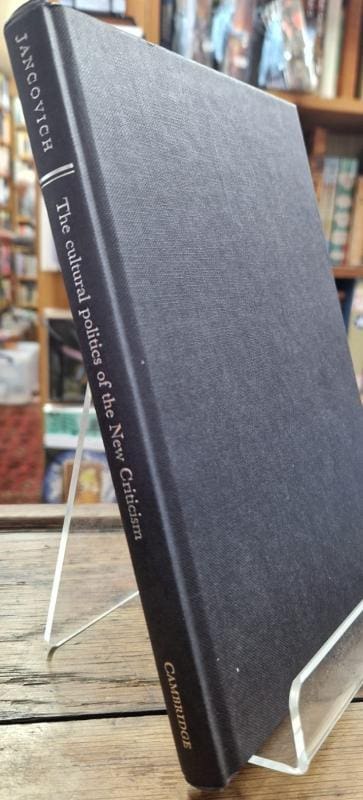 JANCOVICH
The cultural politics of the New Criticism
CAMBRIDGE